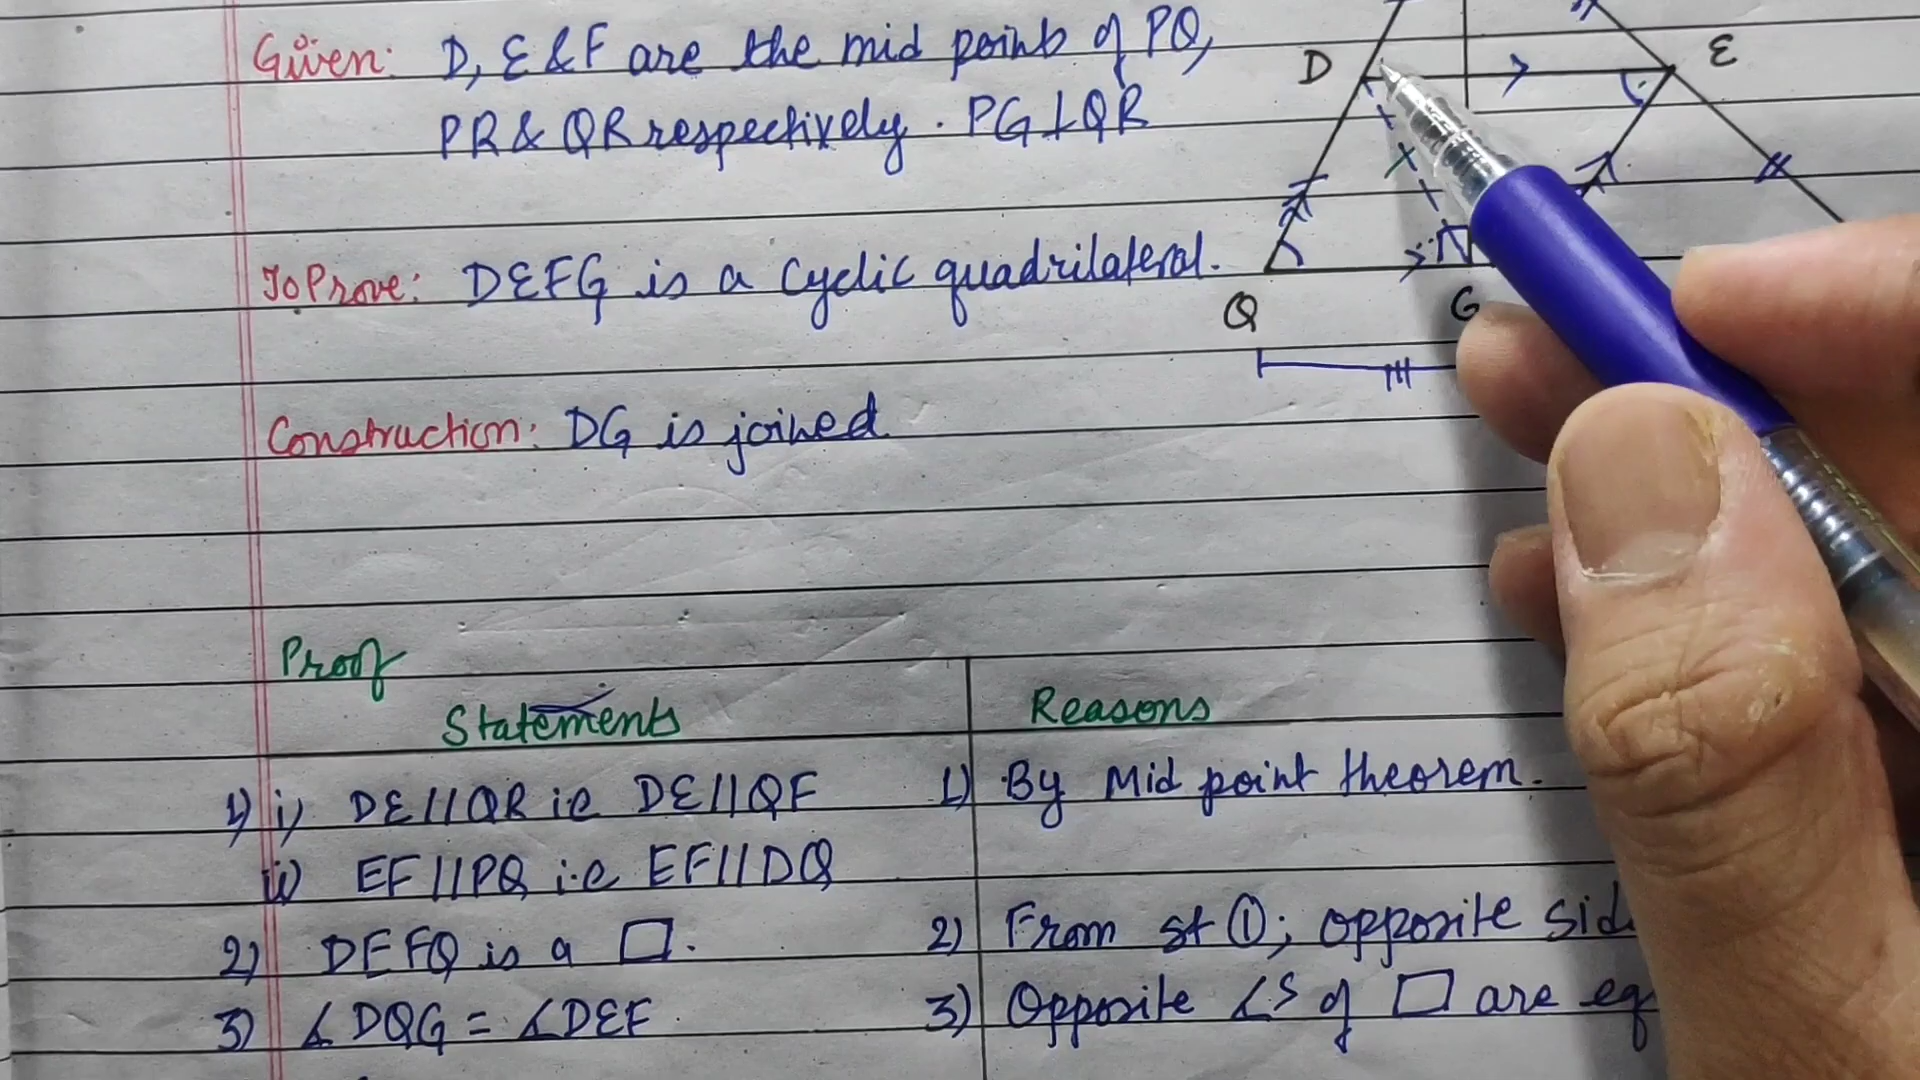 Given: D, E & F are the mid points of PQ,
PR & QR respectively. PG⊥QR
To Prove: DEFG is a cyclic quadrilateral.
Construction: DG is joined
D
E
Q
G
Proof
Statements
Reasons
1) i) DE//QR i.e DE//QF
1) By Mid point theorem.
ii) EF//PQ i.e EF//DQ
2) DEFQ is a ▱.
2) From st ①; opposite sid
3) ∠DQG = ∠DEF
3) Opposite ∠s of ▱ are eq